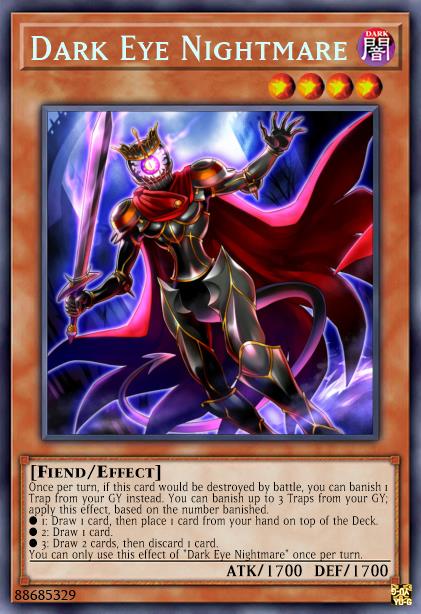 DARK EYE NIGHTMARE
DARK
闇
[FIEND/EFFECT]
Once per turn, if this card would be destroyed by battle, you can banish 1
Trap from your GY instead. You can banish up to 3 Traps from your GY;
apply this effect, based on the number banished.
● 1: Draw 1 card, then place 1 card from your hand on top of the Deck.
● 2: Draw 1 card.
● 3: Draw 2 cards, then discard 1 card.
You can only use this effect of "Dark Eye Nightmare" once per turn.
ATK/1700 DEF/1700
88685329